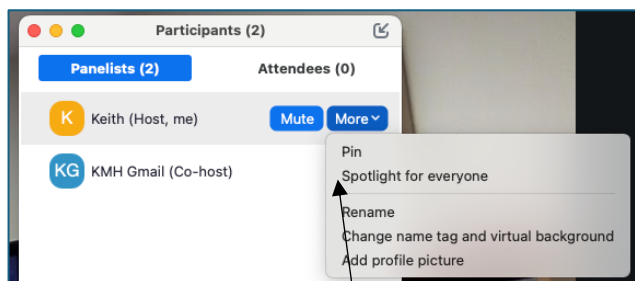 Participants (2)
Panelists (2) Attendees (0)
K Keith (Host, me) Mute More
KG KMH Gmail (Co-host)
Pin
Spotlight for everyone
Rename
Change name tag and virtual background
Add profile picture